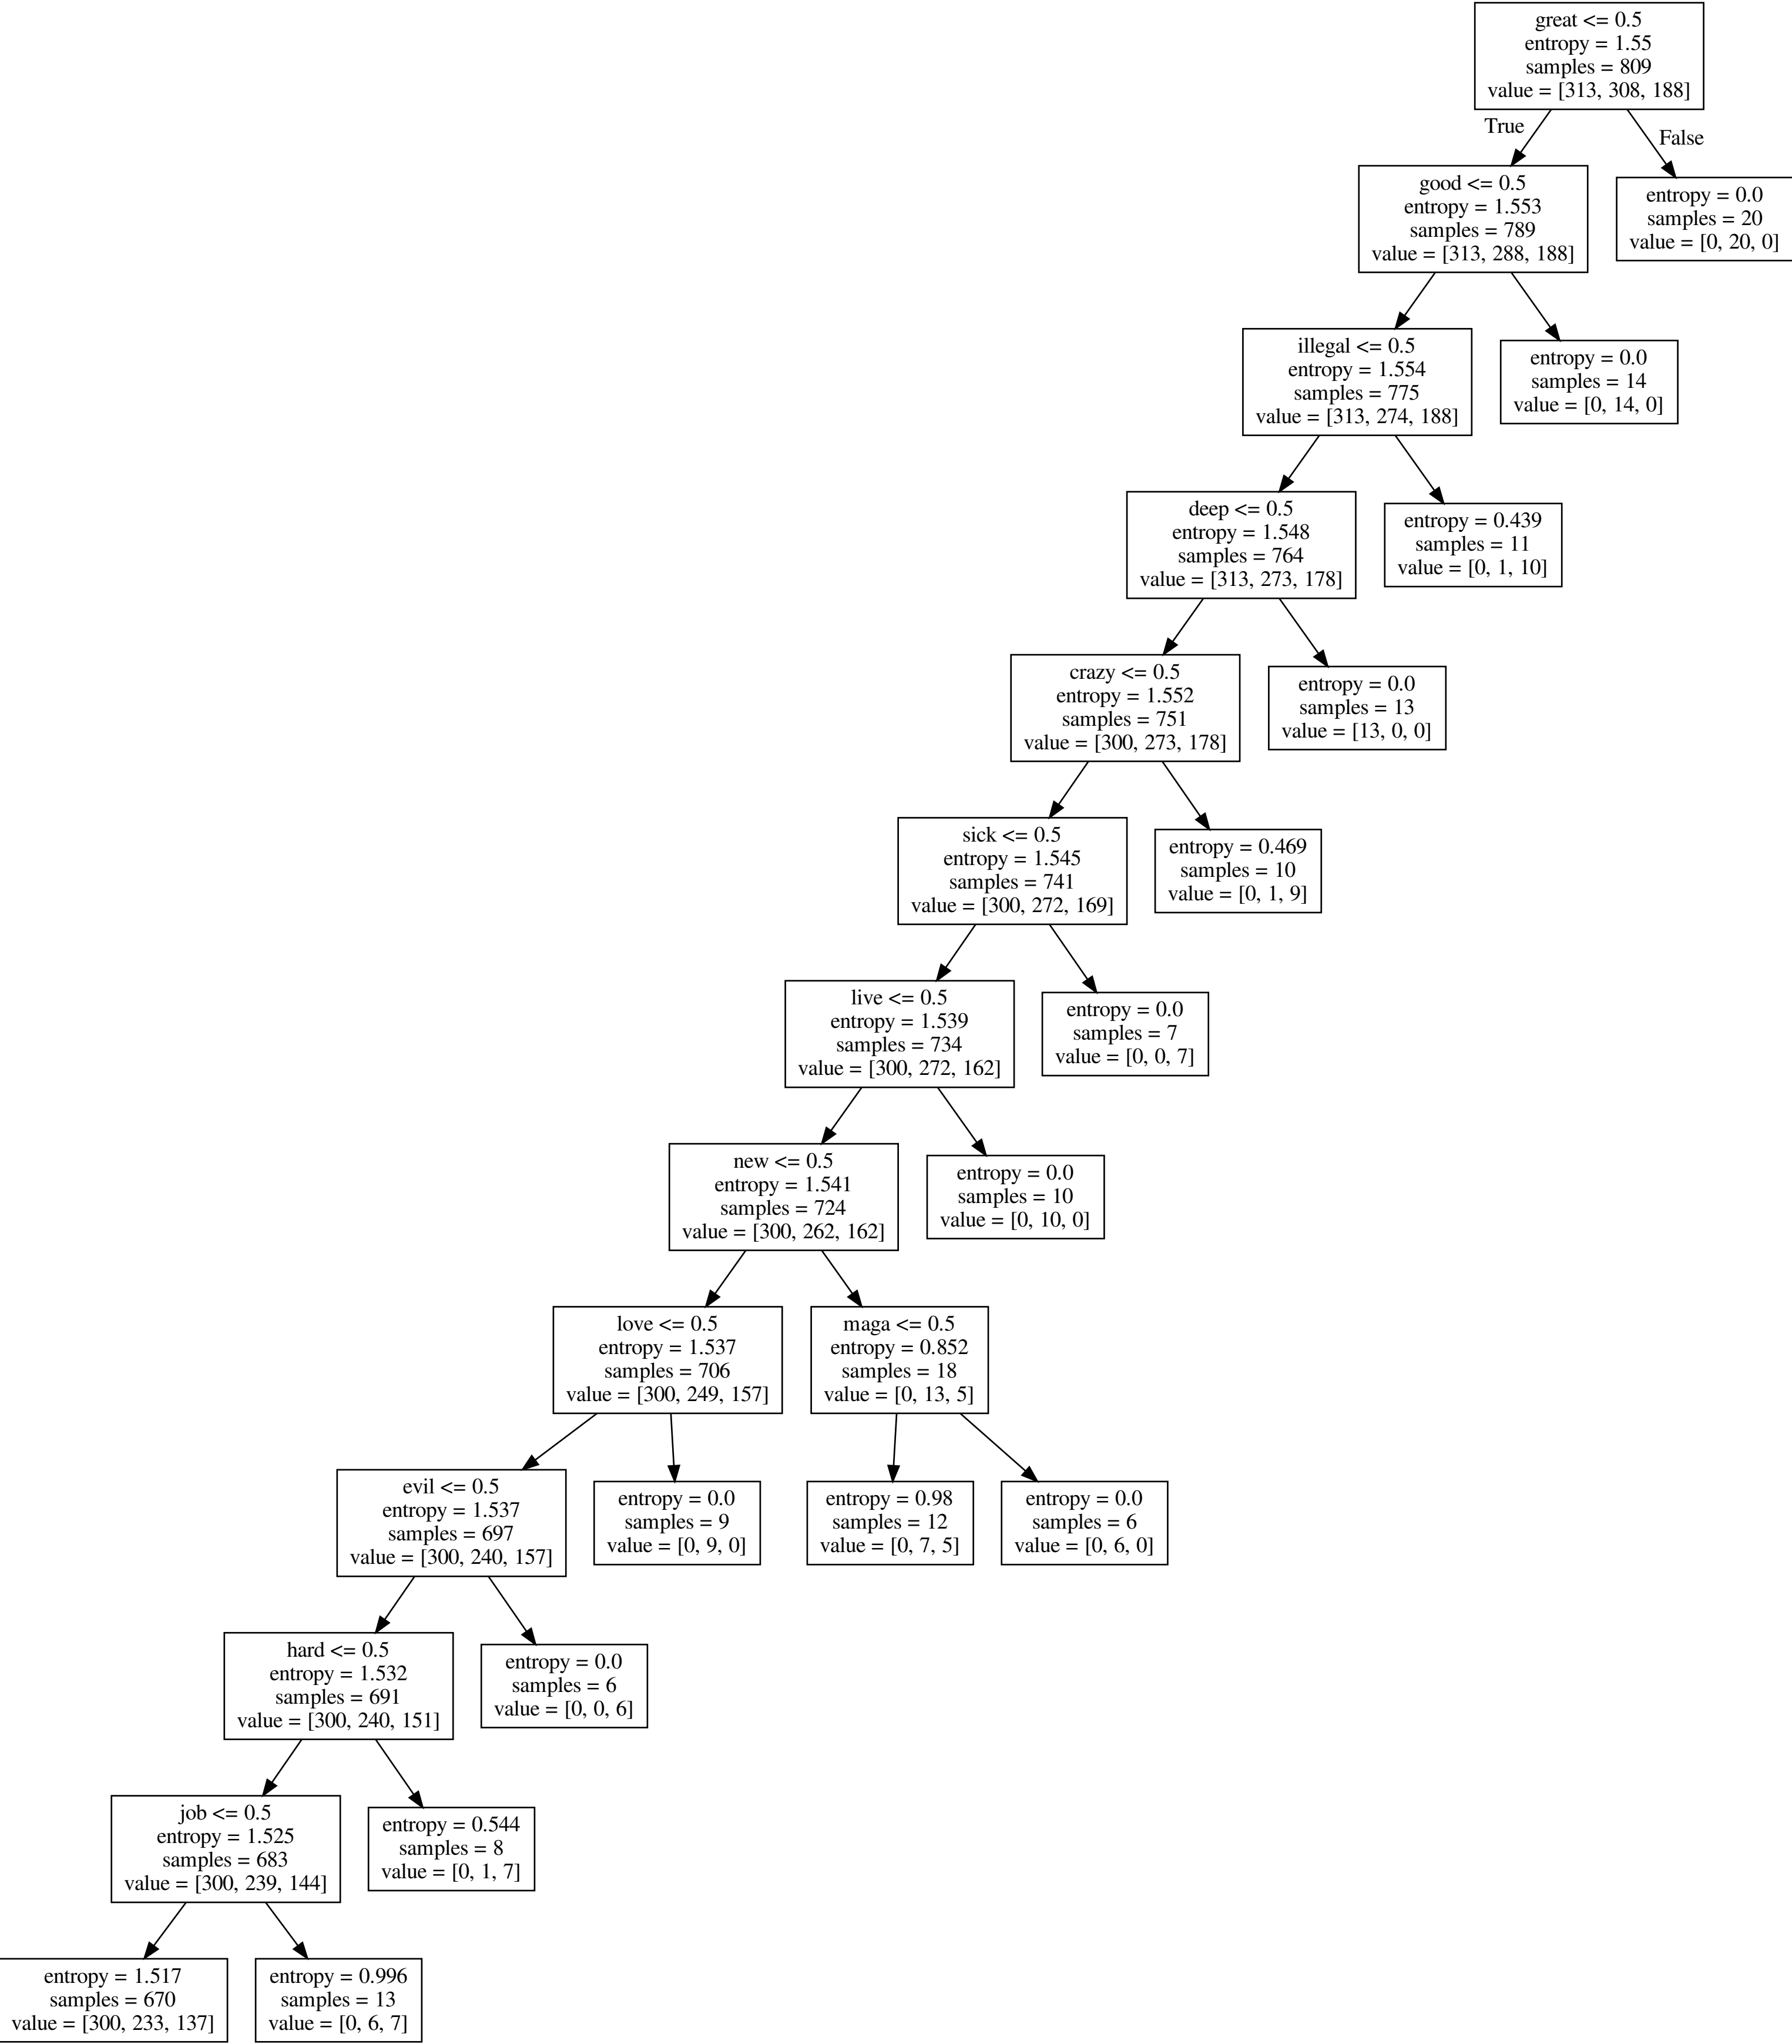 great <= 0.5
entropy = 1.55
samples = 809
value = [313, 308, 188]
True
False
good <= 0.5
entropy = 1.553
samples = 789
value = [313, 288, 188]
entropy = 0.0
samples = 20
value = [0, 20, 0]
illegal <= 0.5
entropy = 1.554
samples = 775
value = [313, 274, 188]
entropy = 0.0
samples = 14
value = [0, 14, 0]
deep <= 0.5
entropy = 1.548
samples = 764
value = [313, 273, 178]
entropy = 0.439
samples = 11
value = [0, 1, 10]
crazy <= 0.5
entropy = 1.552
samples = 751
value = [300, 273, 178]
entropy = 0.0
samples = 13
value = [13, 0, 0]
sick <= 0.5
entropy = 1.545
samples = 741
value = [300, 272, 169]
entropy = 0.469
samples = 10
value = [0, 1, 9]
live <= 0.5
entropy = 1.539
samples = 734
value = [300, 272, 162]
entropy = 0.0
samples = 7
value = [0, 0, 7]
new <= 0.5
entropy = 1.541
samples = 724
value = [300, 262, 162]
entropy = 0.0
samples = 10
value = [0, 10, 0]
love <= 0.5
entropy = 1.537
samples = 706
value = [300, 249, 157]
maga <= 0.5
entropy = 0.852
samples = 18
value = [0, 13, 5]
evil <= 0.5
entropy = 1.537
samples = 697
value = [300, 240, 157]
entropy = 0.0
samples = 9
value = [0, 9, 0]
entropy = 0.98
samples = 12
value = [0, 7, 5]
entropy = 0.0
samples = 6
value = [0, 6, 0]
hard <= 0.5
entropy = 1.532
samples = 691
value = [300, 240, 151]
entropy = 0.0
samples = 6
value = [0, 0, 6]
job <= 0.5
entropy = 1.525
samples = 683
value = [300, 239, 144]
entropy = 0.544
samples = 8
value = [0, 1, 7]
entropy = 1.517
samples = 670
value = [300, 233, 137]
entropy = 0.996
samples = 13
value = [0, 6, 7]